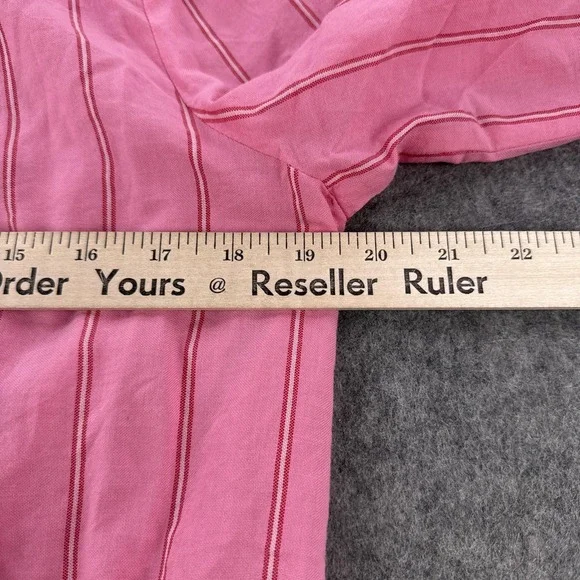 15 16 17 18 19 20 21 22
Order Yours @ Reseller Ruler